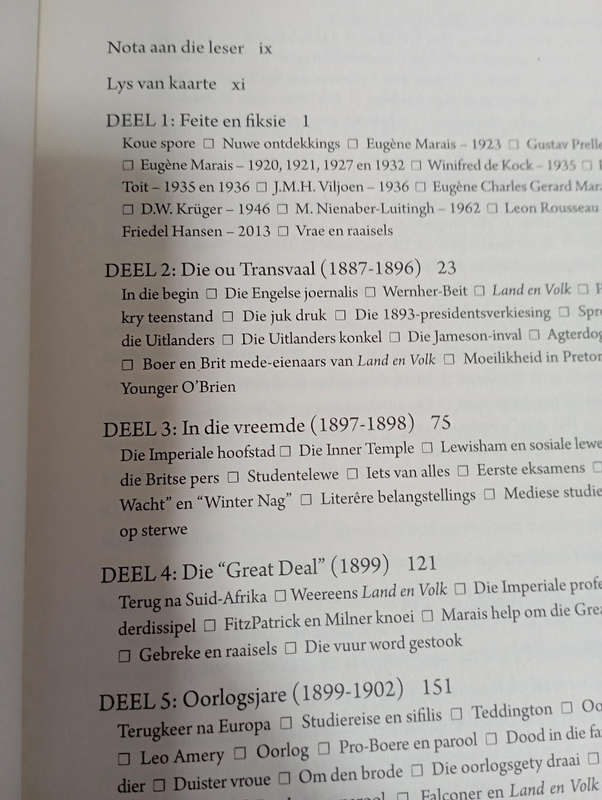 Nota aan die leser ix
Lys van kaarte xi
DEEL 1: Feite en fiksie 1
Koue spore □ Nuwe ontdekkings □ Eugène Marais – 1923 □ Gustav
□ Eugène Marais – 1920, 1921, 1927 en 1932 □ Winifred de Kock – 1935 □
Toit – 1935 en 1936 □ J.M.H. Viljoen – 1936 □ Eugène Charles Gerard
□ D.W. Krüger – 1946 □ M. Nienaber-Luitingh – 1962 □ Leon Rousseau
Friedel Hansen – 2013 □ Vrae en raaisels
DEEL 2: Die ou Transvaal (1887-1896) 23
In die begin □ Die Engelse joernalis □ Wernher-Beit □ Land en Volk □
kry teenstand □ Die juk druk □ Die 1893-presidentsverkiesing □
die Uitlanders □ Die Uitlanders konkel □ Die Jameson-inval □
□ Boer en Brit mede-eienaars van Land en Volk □ Moeilikheid in
Younger O’Brien
DEEL 3: In die vreemde (1897-1898) 75
Die Imperiale hoofstad □ Die Inner Temple □ Lewisham en sosiale
die Britse pers □ Studentelewe □ Iets van alles □ Eerste eksamens □
Wacht” en “Winter Nag” □ Literêre belangstellings □ Mediese
op sterwe
DEEL 4: Die “Great Deal” (1899) 121
Terug na Suid-Afrika □ Weereens Land en Volk □ Die Imperiale
derdissipel □ FitzPatrick en Milner knoei □ Marais help om die
□ Gebreke en raaisels □ Die vuur word gestook
DEEL 5: Oorlogsjare (1899-1902) 151
Terugkeer na Europa □ Studiereise en sifilis □ Teddington □
□ Leo Amery □ Oorlog □ Pro-Boere en parool □ Dood in die
dier □ Duister vroue □ Om den brode □ Die oorlogsgety draai □
□ Falconer en Land en Volk